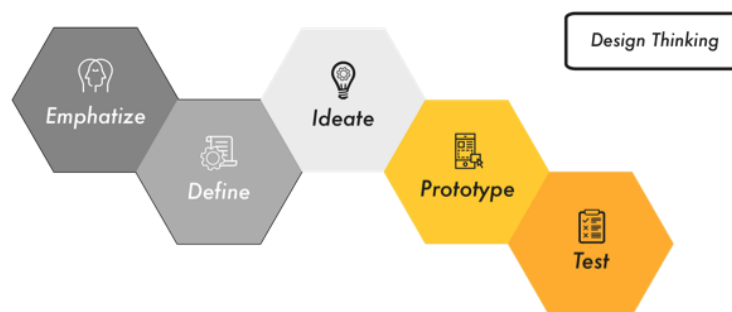 Design Thinking
Emphatize
Define
Ideate
Prototype
Test